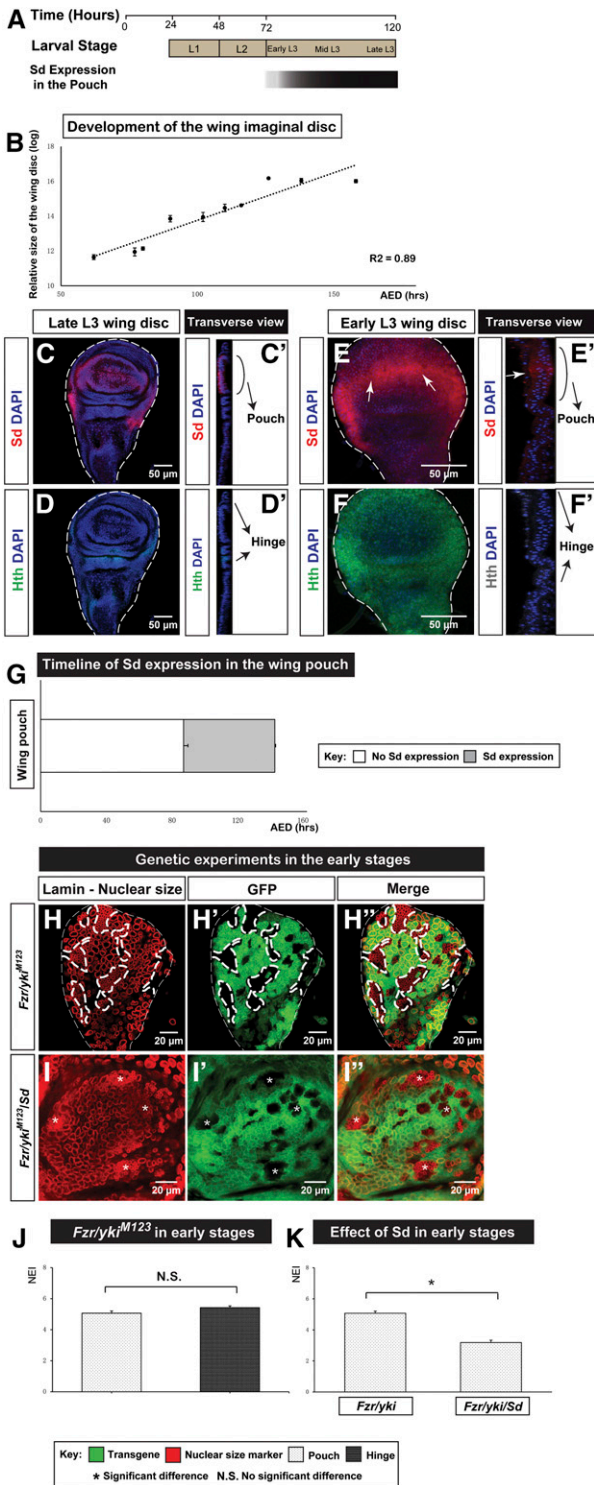 A
Time (Hours)
0 24 48 72 120
Larval Stage
L1 L2 Early L3 Mid L3 Late L3
Sd Expression
in the Pouch
B
Development of the wing imaginal disc
Relative size of the wing disc (log)
16
14
12
10
R2 = 0.89
50 100 150
AED (hrs)
Late L3 wing disc Transverse view Early L3 wing disc Transverse view
Sd DAPI
C
50 µm
Sd DAPI
C'
Pouch
Sd DAPI
E
50 µm
Sd DAPI
E'
Pouch
Hth DAPI
D
50 µm
Hth DAPI
D'
Hinge
Hth DAPI
F
50 µm
Hth DAPI
F'
Hinge
G
Timeline of Sd expression in the wing pouch
Wing pouch
Key: No Sd expression Sd expression
0 40 80 120 160
AED (hrs)
Genetic experiments in the early stages
Lamin - Nuclear size GFP Merge
Fzr/yki^M123
H
20 µm
H'
20 µm
H"
20 µm
Fzr/yki^M123/Sd
I
* * * *
20 µm
I'
* * * *
20 µm
I"
* * * *
20 µm
J
Fzr/yki^M123 in early stages
NEI
8
6
4
2
0
N.S.
K
Effect of Sd in early stages
NEI
8
6
4
2
0
*
Fzr/yki Fzr/yki/Sd
Key: Transgene Nuclear size marker Pouch Hinge
* Significant difference N.S. No significant difference